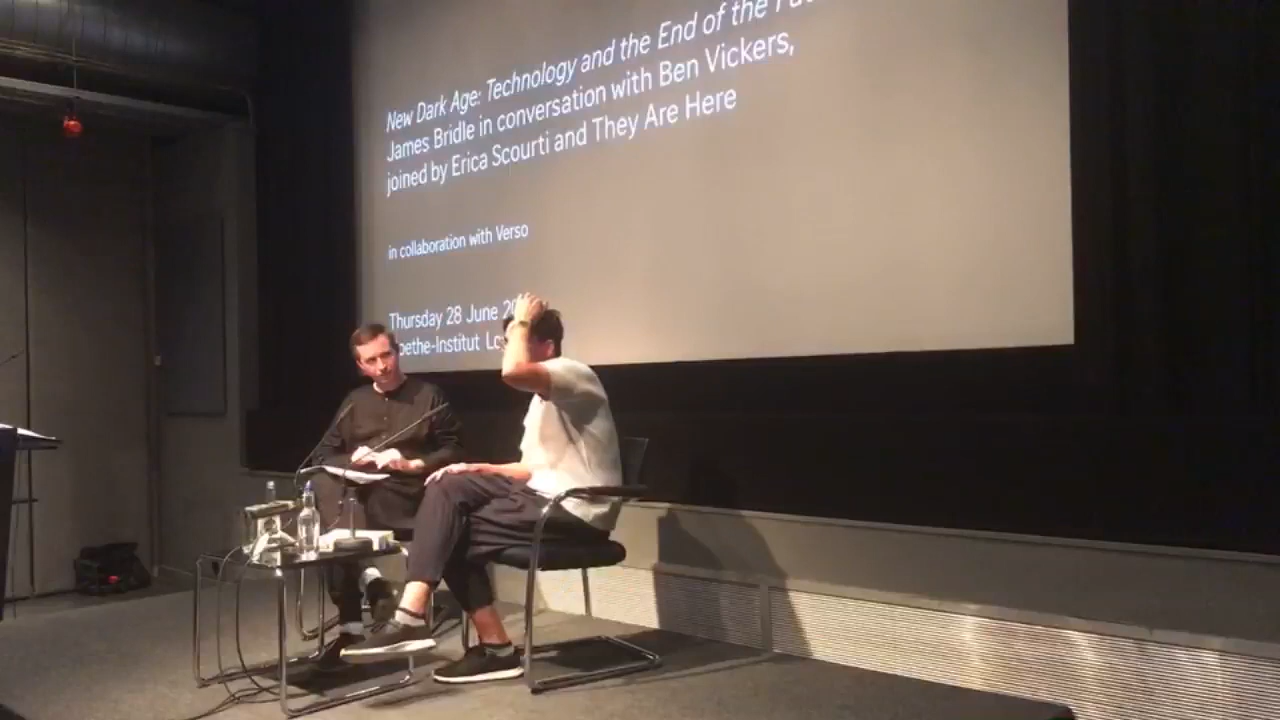 New Dark Age: Technology and the End of the
James Bridle in conversation with Ben Vickers,
joined by Erica Scourti and They Are Here
in collaboration with Verso
Thursday 28 June